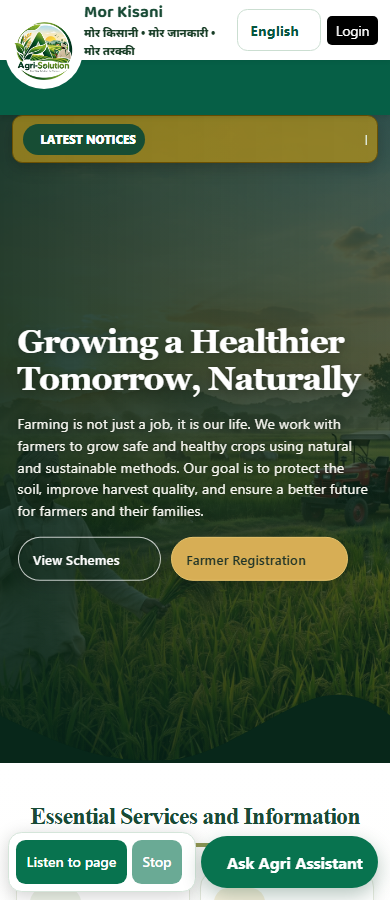 Mor Kisani
मोर किसानी • मोर जानकारी •
मोर तरक्की
English
Login
Agri-Solution
LATEST NOTICES
Growing a Healthier
Tomorrow, Naturally
Farming is not just a job, it is our life. We work with
farmers to grow safe and healthy crops using natural
and sustainable methods. Our goal is to protect the
soil, improve harvest quality, and ensure a better future
for farmers and their families.
View Schemes
Farmer Registration
Essential Services and Information
Listen to page
Stop
Ask Agri Assistant